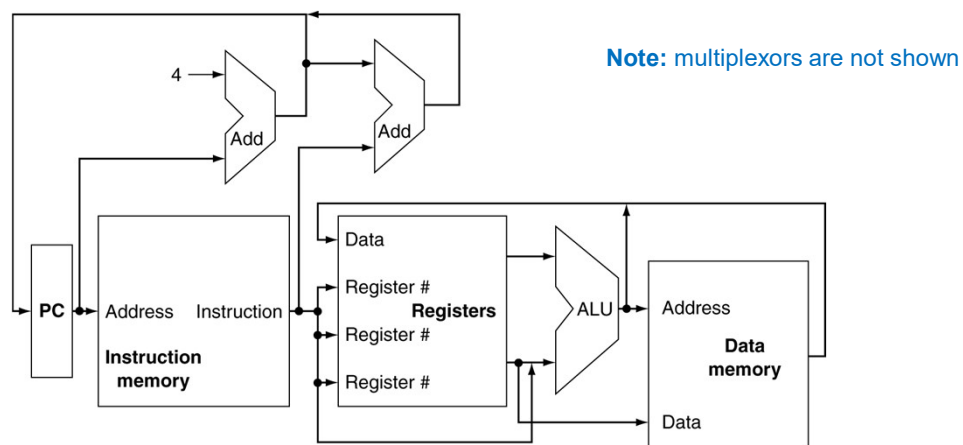 Note: multiplexors are not shown
4
Add
Add
Data
Register #
Registers
Register #
Register #
PC
Address
Instruction
Instruction
memory
ALU
Address
Data
memory
Data